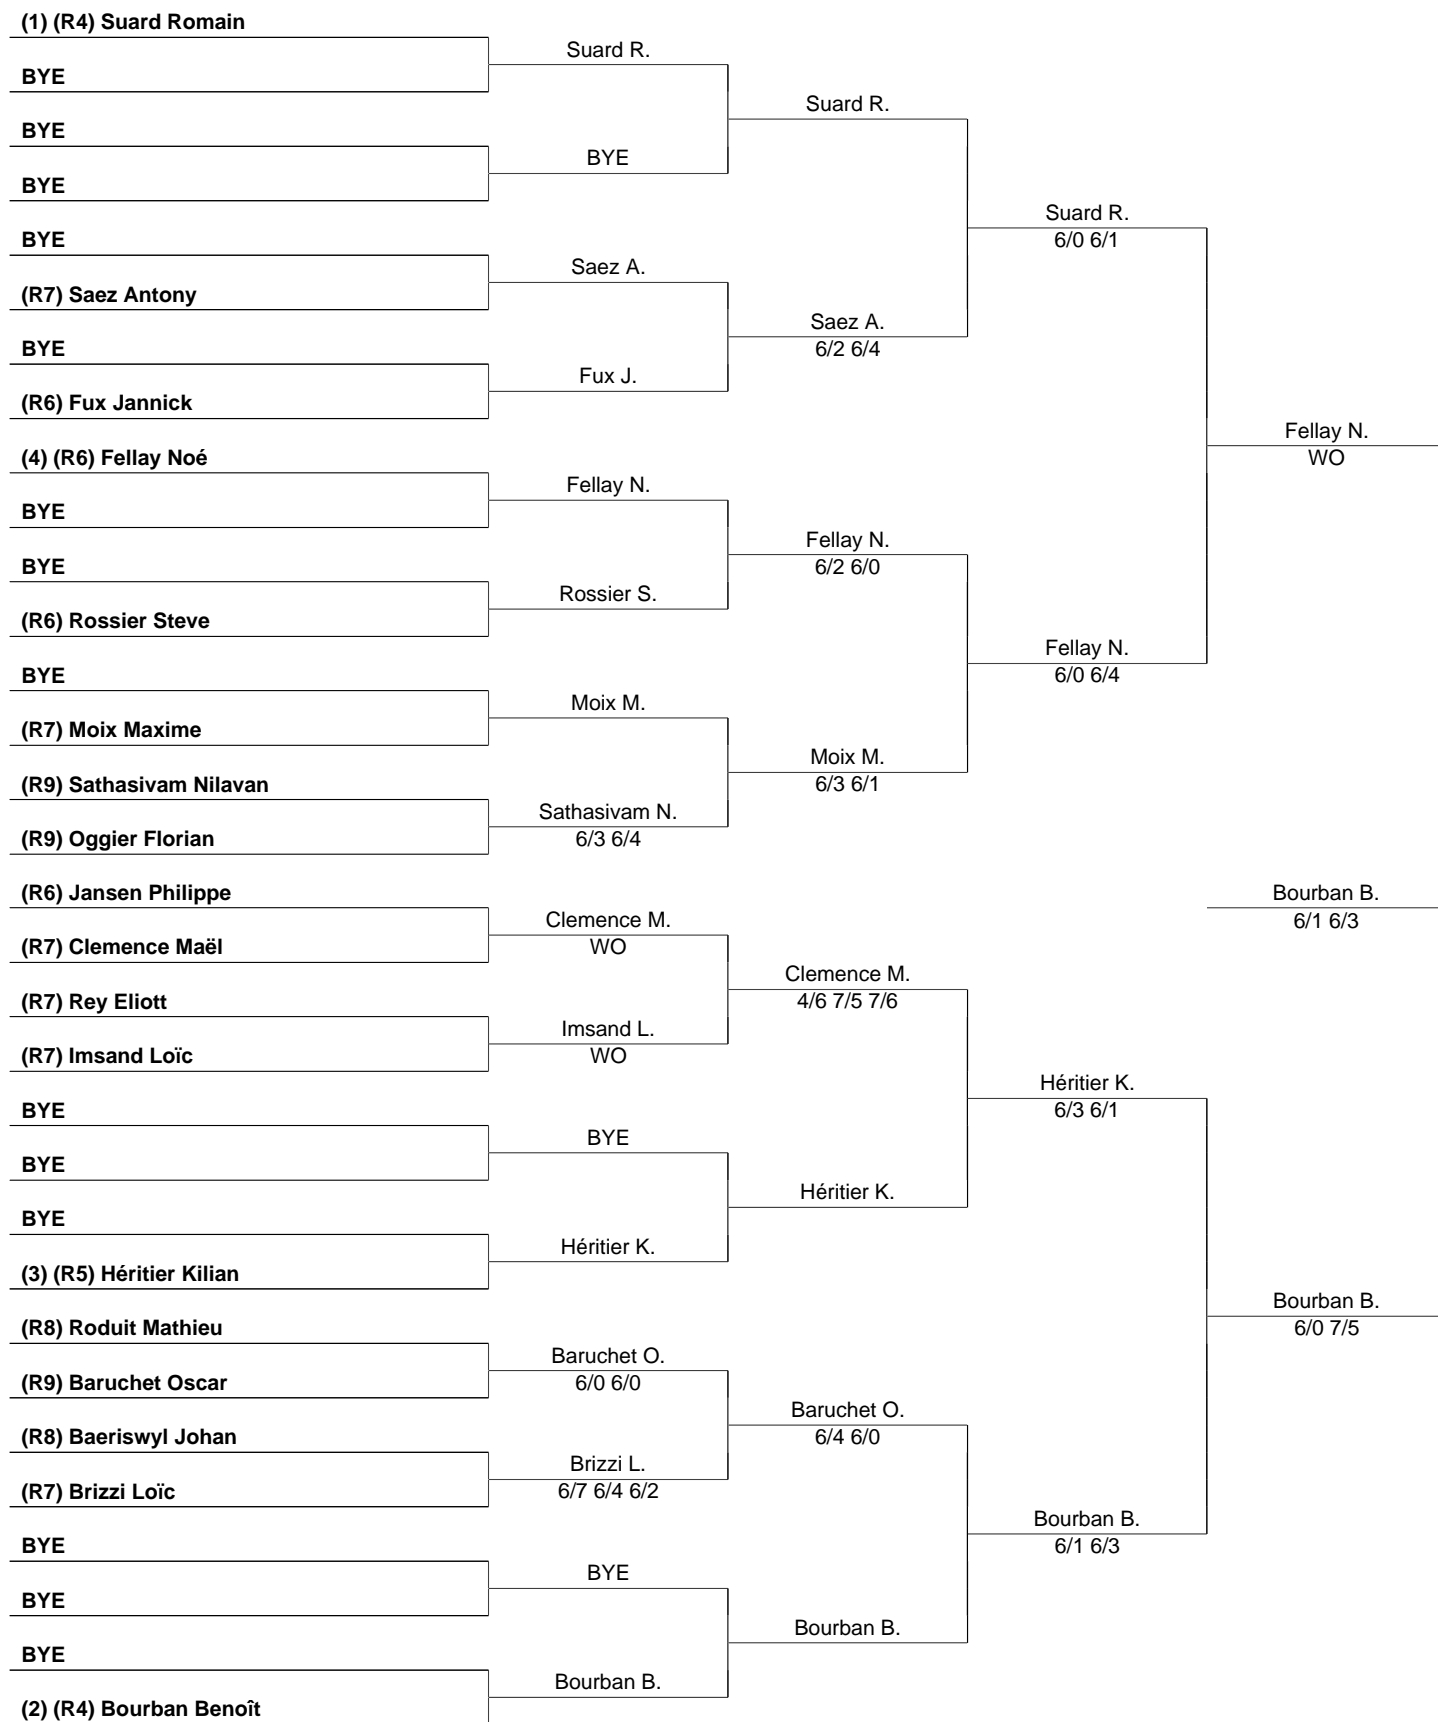 (1) (R4) Suard Romain
Suard R.
BYE
Suard R.
BYE
BYE
BYE
Suard R.
6/0 6/1
BYE
Saez A.
(R7) Saez Antony
Saez A.
6/2 6/4
BYE
Fux J.
(R6) Fux Jannick
Fellay N.
WO
(4) (R6) Fellay Noé
Fellay N.
BYE
Fellay N.
6/2 6/0
BYE
Rossier S.
(R6) Rossier Steve
Fellay N.
6/0 6/4
BYE
Moix M.
(R7) Moix Maxime
Moix M.
6/3 6/1
(R9) Sathasivam Nilavan
Sathasivam N.
6/3 6/4
(R9) Oggier Florian
(R6) Jansen Philippe
Bourban B.
6/1 6/3
Clemence M.
WO
(R7) Clemence Maël
Clemence M.
4/6 7/5 7/6
(R7) Rey Eliott
Imsand L.
WO
(R7) Imsand Loïc
Héritier K.
6/3 6/1
BYE
BYE
BYE
Héritier K.
BYE
Héritier K.
(3) (R5) Héritier Kilian
Bourban B.
6/0 7/5
(R8) Roduit Mathieu
Baruchet O.
6/0 6/0
(R9) Baruchet Oscar
Baruchet O.
6/4 6/0
(R8) Baeriswyl Johan
Brizzi L.
6/7 6/4 6/2
(R7) Brizzi Loïc
Bourban B.
6/1 6/3
BYE
BYE
BYE
Bourban B.
BYE
Bourban B.
(2) (R4) Bourban Benoît